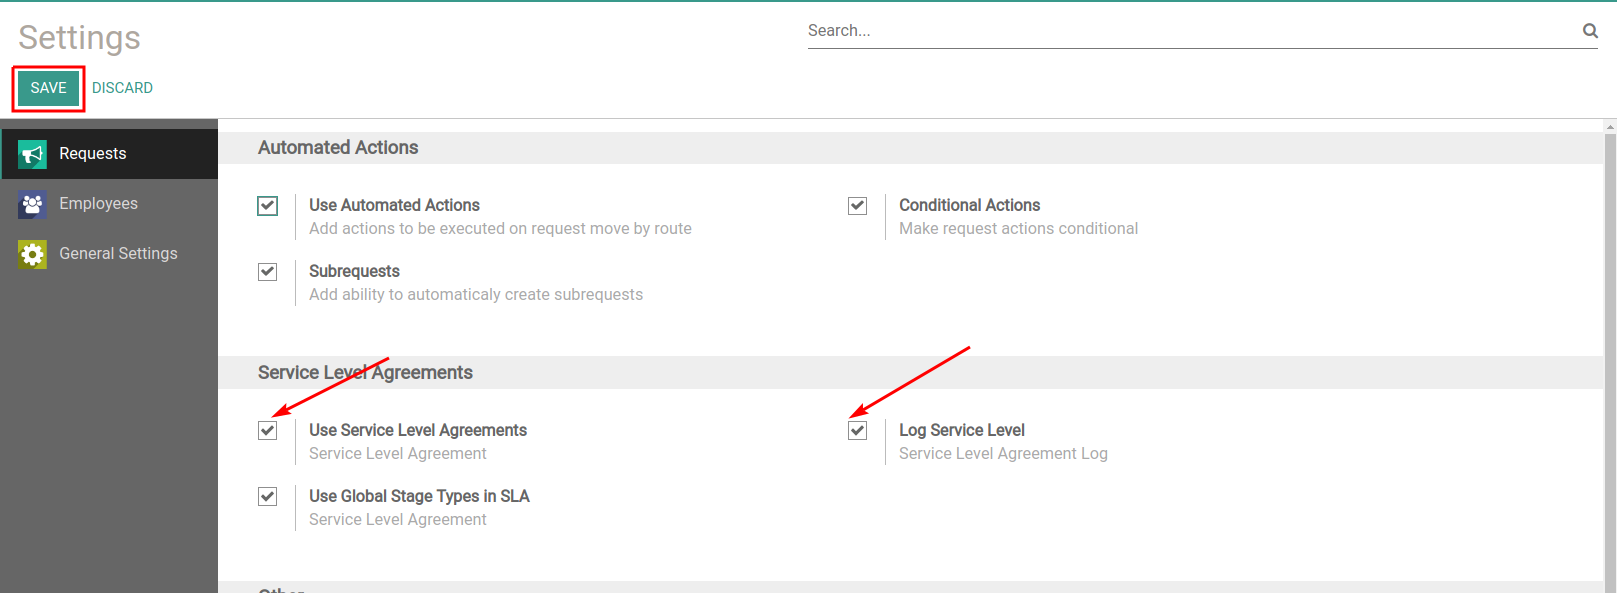 Settings
Search...
SAVE DISCARD
Requests
Employees
General Settings
Automated Actions
Use Automated Actions
Add actions to be executed on request move by route
Conditional Actions
Make request actions conditional
Subrequests
Add ability to automaticaly create subrequests
Service Level Agreements
Use Service Level Agreements
Service Level Agreement
Log Service Level
Service Level Agreement Log
Use Global Stage Types in SLA
Service Level Agreement
Other